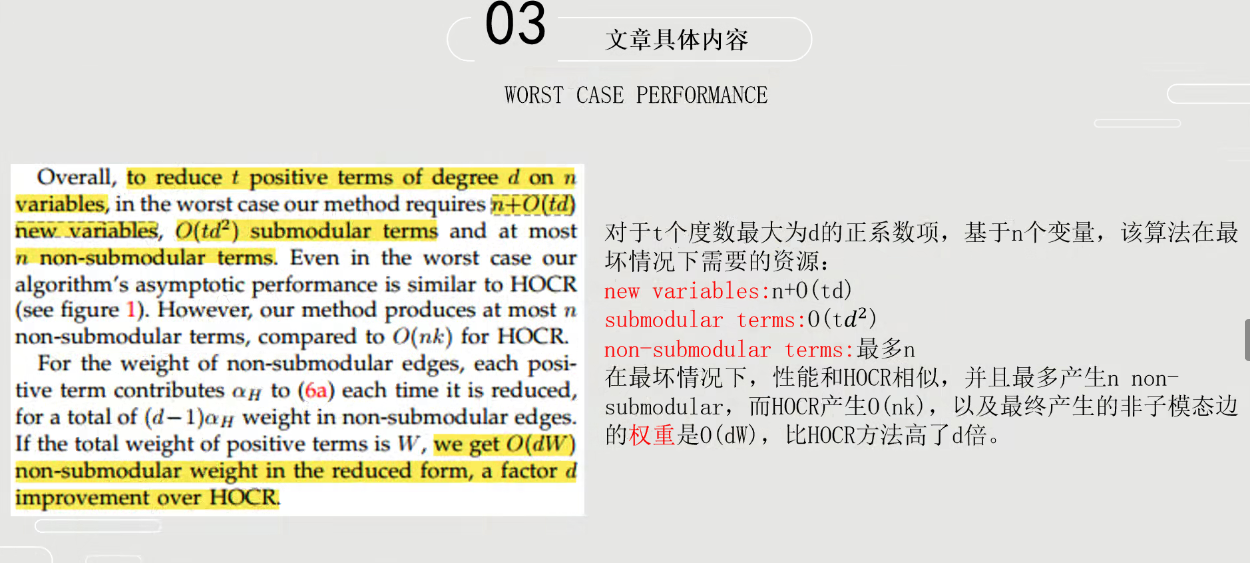 03
文章具体内容
WORST CASE PERFORMANCE
Overall, to reduce t positive terms of degree d on n
variables, in the worst case our method requires n+O(td)
new variables, O(td²) submodular terms and at most
n non-submodular terms. Even in the worst case our
algorithm's asymptotic performance is similar to HOCR
(see figure 1). However, our method produces at most n
non-submodular terms, compared to O(nk) for HOCR.
For the weight of non-submodular edges, each posi-
tive term contributes αH to (6a) each time it is reduced,
for a total of (d−1)αH weight in non-submodular edges.
If the total weight of positive terms is W, we get O(dW)
non-submodular weight in the reduced form, a factor d
improvement over HOCR.
对于t个度数最大为d的正系数项，基于n个变量，该算法在最
坏情况下需要的资源：
new variables:n+O(td)
submodular terms:O(td²)
non-submodular terms:最多n
在最坏情况下，性能和HOCR相似，并且最多产生n non-
submodular，而HOCR产生O(nk)，以及最终产生的非子模态边
的权重是O(dW)，比HOCR方法高了d倍。